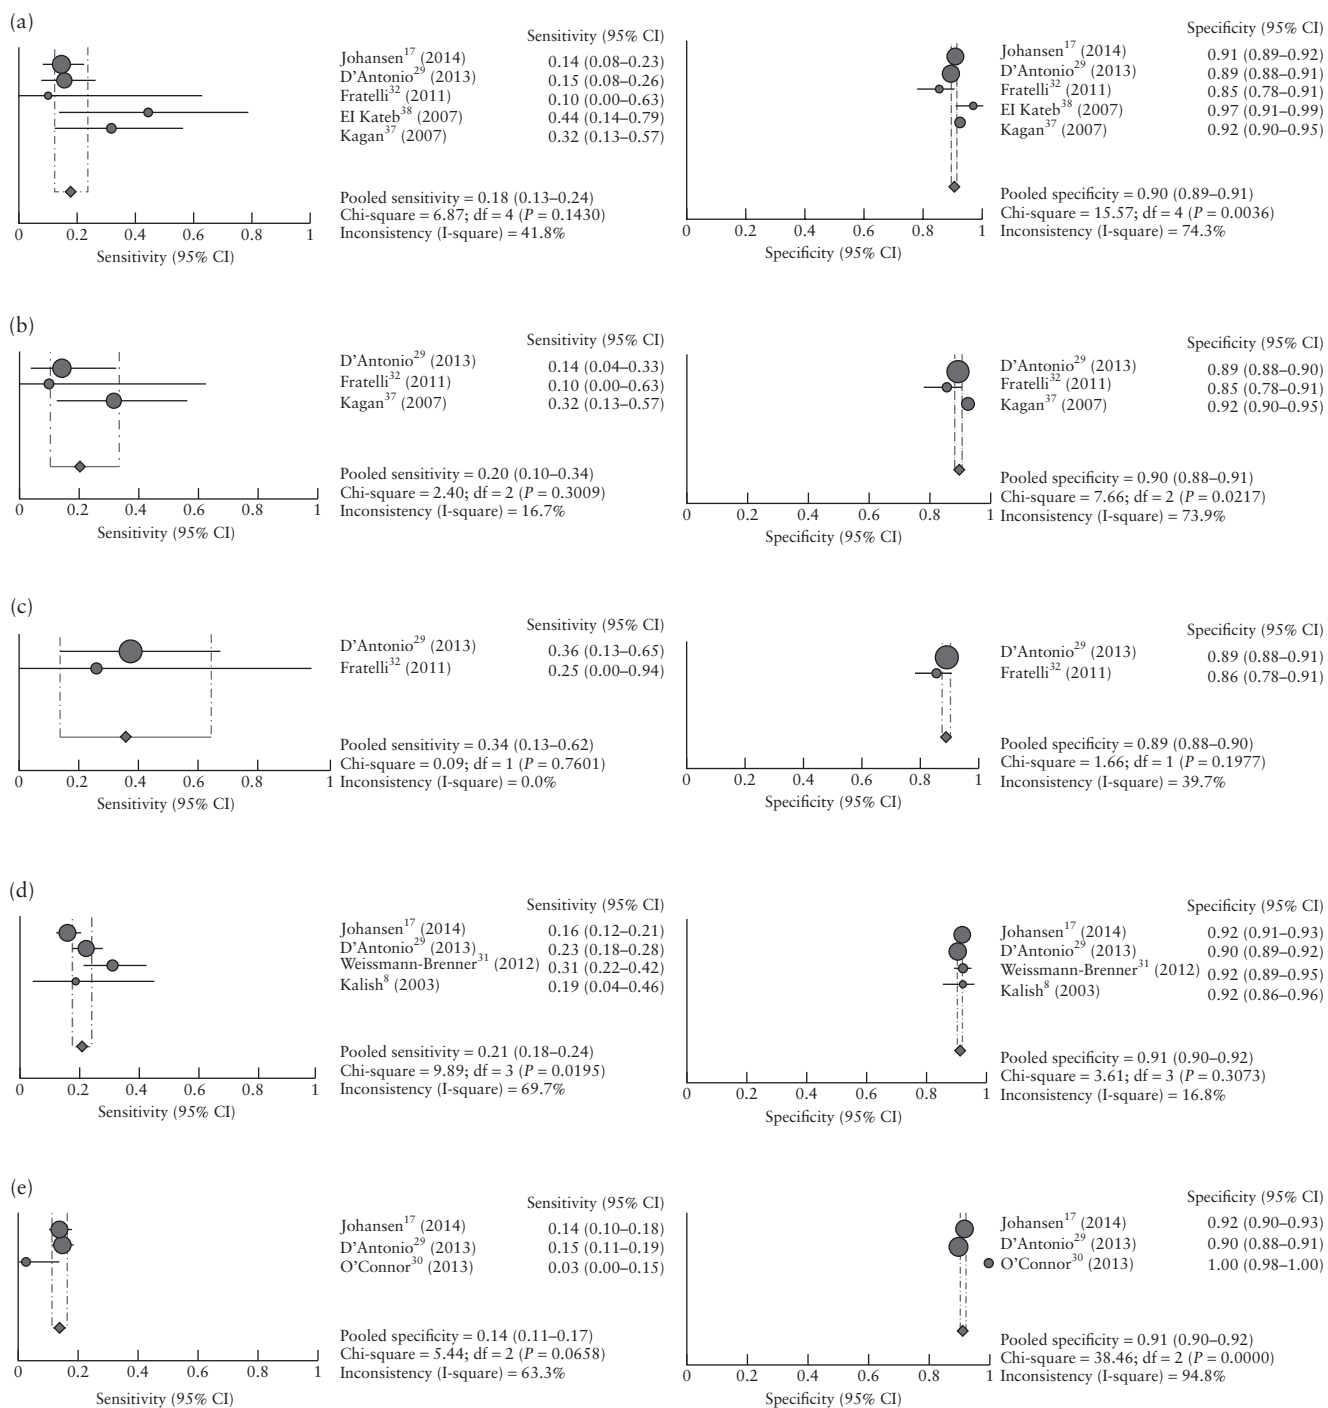 (a)
Sensitivity (95% CI)
Johansen17 (2014) 0.14 (0.08–0.23)
D'Antonio29 (2013) 0.15 (0.08–0.26)
Fratelli32 (2011) 0.10 (0.00–0.63)
EI Kateb38 (2007) 0.44 (0.14–0.79)
Kagan37 (2007) 0.32 (0.13–0.57)
Pooled sensitivity = 0.18 (0.13–0.24)
Chi-square = 6.87; df = 4 (P = 0.1430)
Inconsistency (I-square) = 41.8%
0 0.2 0.4 0.6 0.8 1
Sensitivity (95% CI)
Specificity (95% CI)
Johansen17 (2014) 0.91 (0.89–0.92)
D'Antonio29 (2013) 0.89 (0.88–0.91)
Fratelli32 (2011) 0.85 (0.78–0.91)
EI Kateb38 (2007) 0.97 (0.91–0.99)
Kagan37 (2007) 0.92 (0.90–0.95)
Pooled specificity = 0.90 (0.89–0.91)
Chi-square = 15.57; df = 4 (P = 0.0036)
Inconsistency (I-square) = 74.3%
0 0.2 0.4 0.6 0.8 1
Specificity (95% CI)
(b)
Sensitivity (95% CI)
D'Antonio29 (2013) 0.14 (0.04–0.33)
Fratelli32 (2011) 0.10 (0.00–0.63)
Kagan37 (2007) 0.32 (0.13–0.57)
Pooled sensitivity = 0.20 (0.10–0.34)
Chi-square = 2.40; df = 2 (P = 0.3009)
Inconsistency (I-square) = 16.7%
0 0.2 0.4 0.6 0.8 1
Sensitivity (95% CI)
Specificity (95% CI)
D'Antonio29 (2013) 0.89 (0.88–0.90)
Fratelli32 (2011) 0.85 (0.78–0.91)
Kagan37 (2007) 0.92 (0.90–0.95)
Pooled specificity = 0.90 (0.88–0.91)
Chi-square = 7.66; df = 2 (P = 0.0217)
Inconsistency (I-square) = 73.9%
0 0.2 0.4 0.6 0.8 1
Specificity (95% CI)
(c)
Sensitivity (95% CI)
D'Antonio29 (2013) 0.36 (0.13–0.65)
Fratelli32 (2011) 0.25 (0.00–0.94)
Pooled sensitivity = 0.34 (0.13–0.62)
Chi-square = 0.09; df = 1 (P = 0.7601)
Inconsistency (I-square) = 0.0%
0 0.2 0.4 0.6 0.8 1
Sensitivity (95% CI)
Specificity (95% CI)
D'Antonio29 (2013) 0.89 (0.88–0.91)
Fratelli32 (2011) 0.86 (0.78–0.91)
Pooled specificity = 0.89 (0.88–0.90)
Chi-square = 1.66; df = 1 (P = 0.1977)
Inconsistency (I-square) = 39.7%
0 0.2 0.4 0.6 0.8 1
Specificity (95% CI)
(d)
Sensitivity (95% CI)
Johansen17 (2014) 0.16 (0.12–0.21)
D'Antonio29 (2013) 0.23 (0.18–0.28)
Weissmann-Brenner31 (2012) 0.31 (0.22–0.42)
Kalish8 (2003) 0.19 (0.04–0.46)
Pooled sensitivity = 0.21 (0.18–0.24)
Chi-square = 9.89; df = 3 (P = 0.0195)
Inconsistency (I-square) = 69.7%
0 0.2 0.4 0.6 0.8 1
Sensitivity (95% CI)
Specificity (95% CI)
Johansen17 (2014) 0.92 (0.91–0.93)
D'Antonio29 (2013) 0.90 (0.89–0.92)
Weissmann-Brenner31 (2012) 0.92 (0.89–0.95)
Kalish8 (2003) 0.92 (0.86–0.96)
Pooled specificity = 0.91 (0.90–0.92)
Chi-square = 3.61; df = 3 (P = 0.3073)
Inconsistency (I-square) = 16.8%
0 0.2 0.4 0.6 0.8 1
Specificity (95% CI)
(e)
Sensitivity (95% CI)
Johansen17 (2014) 0.14 (0.10–0.18)
D'Antonio29 (2013) 0.15 (0.11–0.19)
O'Connor30 (2013) 0.03 (0.00–0.15)
Pooled specificity = 0.14 (0.11–0.17)
Chi-square = 5.44; df = 2 (P = 0.0658)
Inconsistency (I-square) = 63.3%
0 0.2 0.4 0.6 0.8 1
Sensitivity (95% CI)
Specificity (95% CI)
Johansen17 (2014) 0.92 (0.90–0.93)
D'Antonio29 (2013) 0.90 (0.88–0.91)
O'Connor30 (2013) 1.00 (0.98–1.00)
Pooled specificity = 0.91 (0.90–0.92)
Chi-square = 38.46; df = 2 (P = 0.0000)
Inconsistency (I-square) = 94.8%
0 0.2 0.4 0.6 0.8 1
Specificity (95% CI)